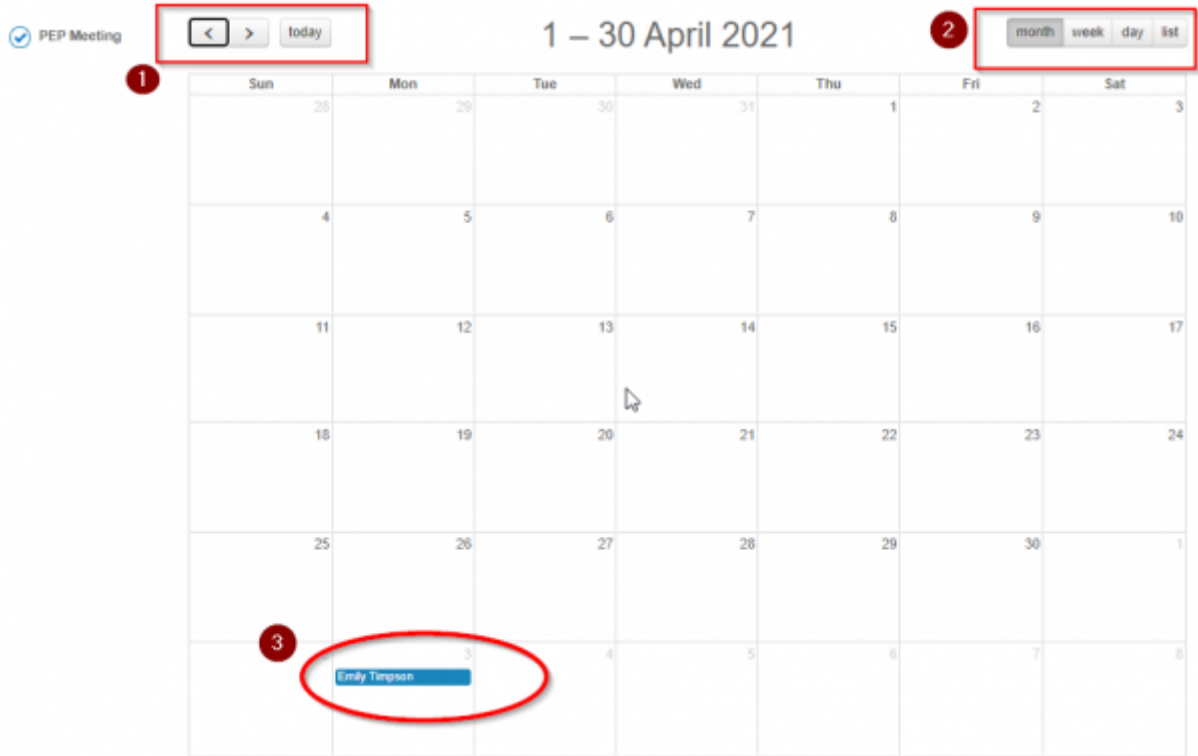 PEP Meeting
< > today
1 – 30 April 2021
2
month week day list
1
Sun Mon Tue Wed Thu Fri Sat
28 29 30 31 1 2 3
4 5 6 7 8 9 10
11 12 13 14 15 16 17
18 19 20 21 22 23 24
25 26 27 28 29 30 1
3
3 4 5 6 7 8
Emily Timpson